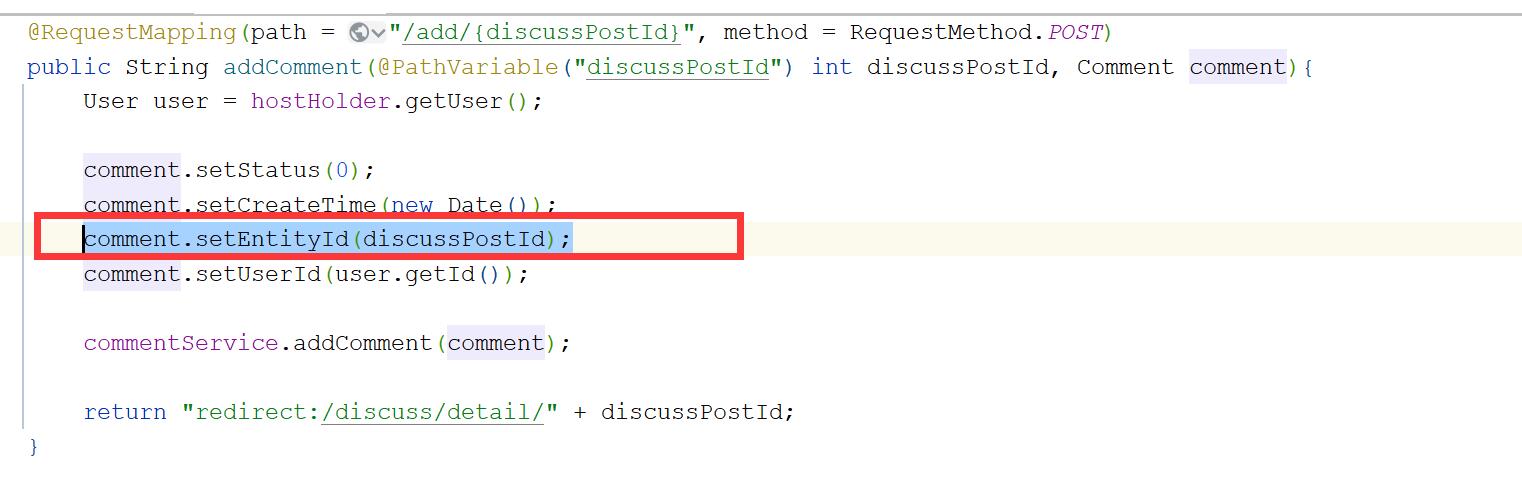 @RequestMapping(path = "/add/{discussPostId}", method = RequestMethod.POST)
public String addComment(@PathVariable("discussPostId") int discussPostId, Comment comment){
User user = hostHolder.getUser();
comment.setStatus(0);
comment.setCreateTime(new Date());
comment.setEntityId(discussPostId);
comment.setUserId(user.getId());
commentService.addComment(comment);
return "redirect:/discuss/detail/" + discussPostId;
}